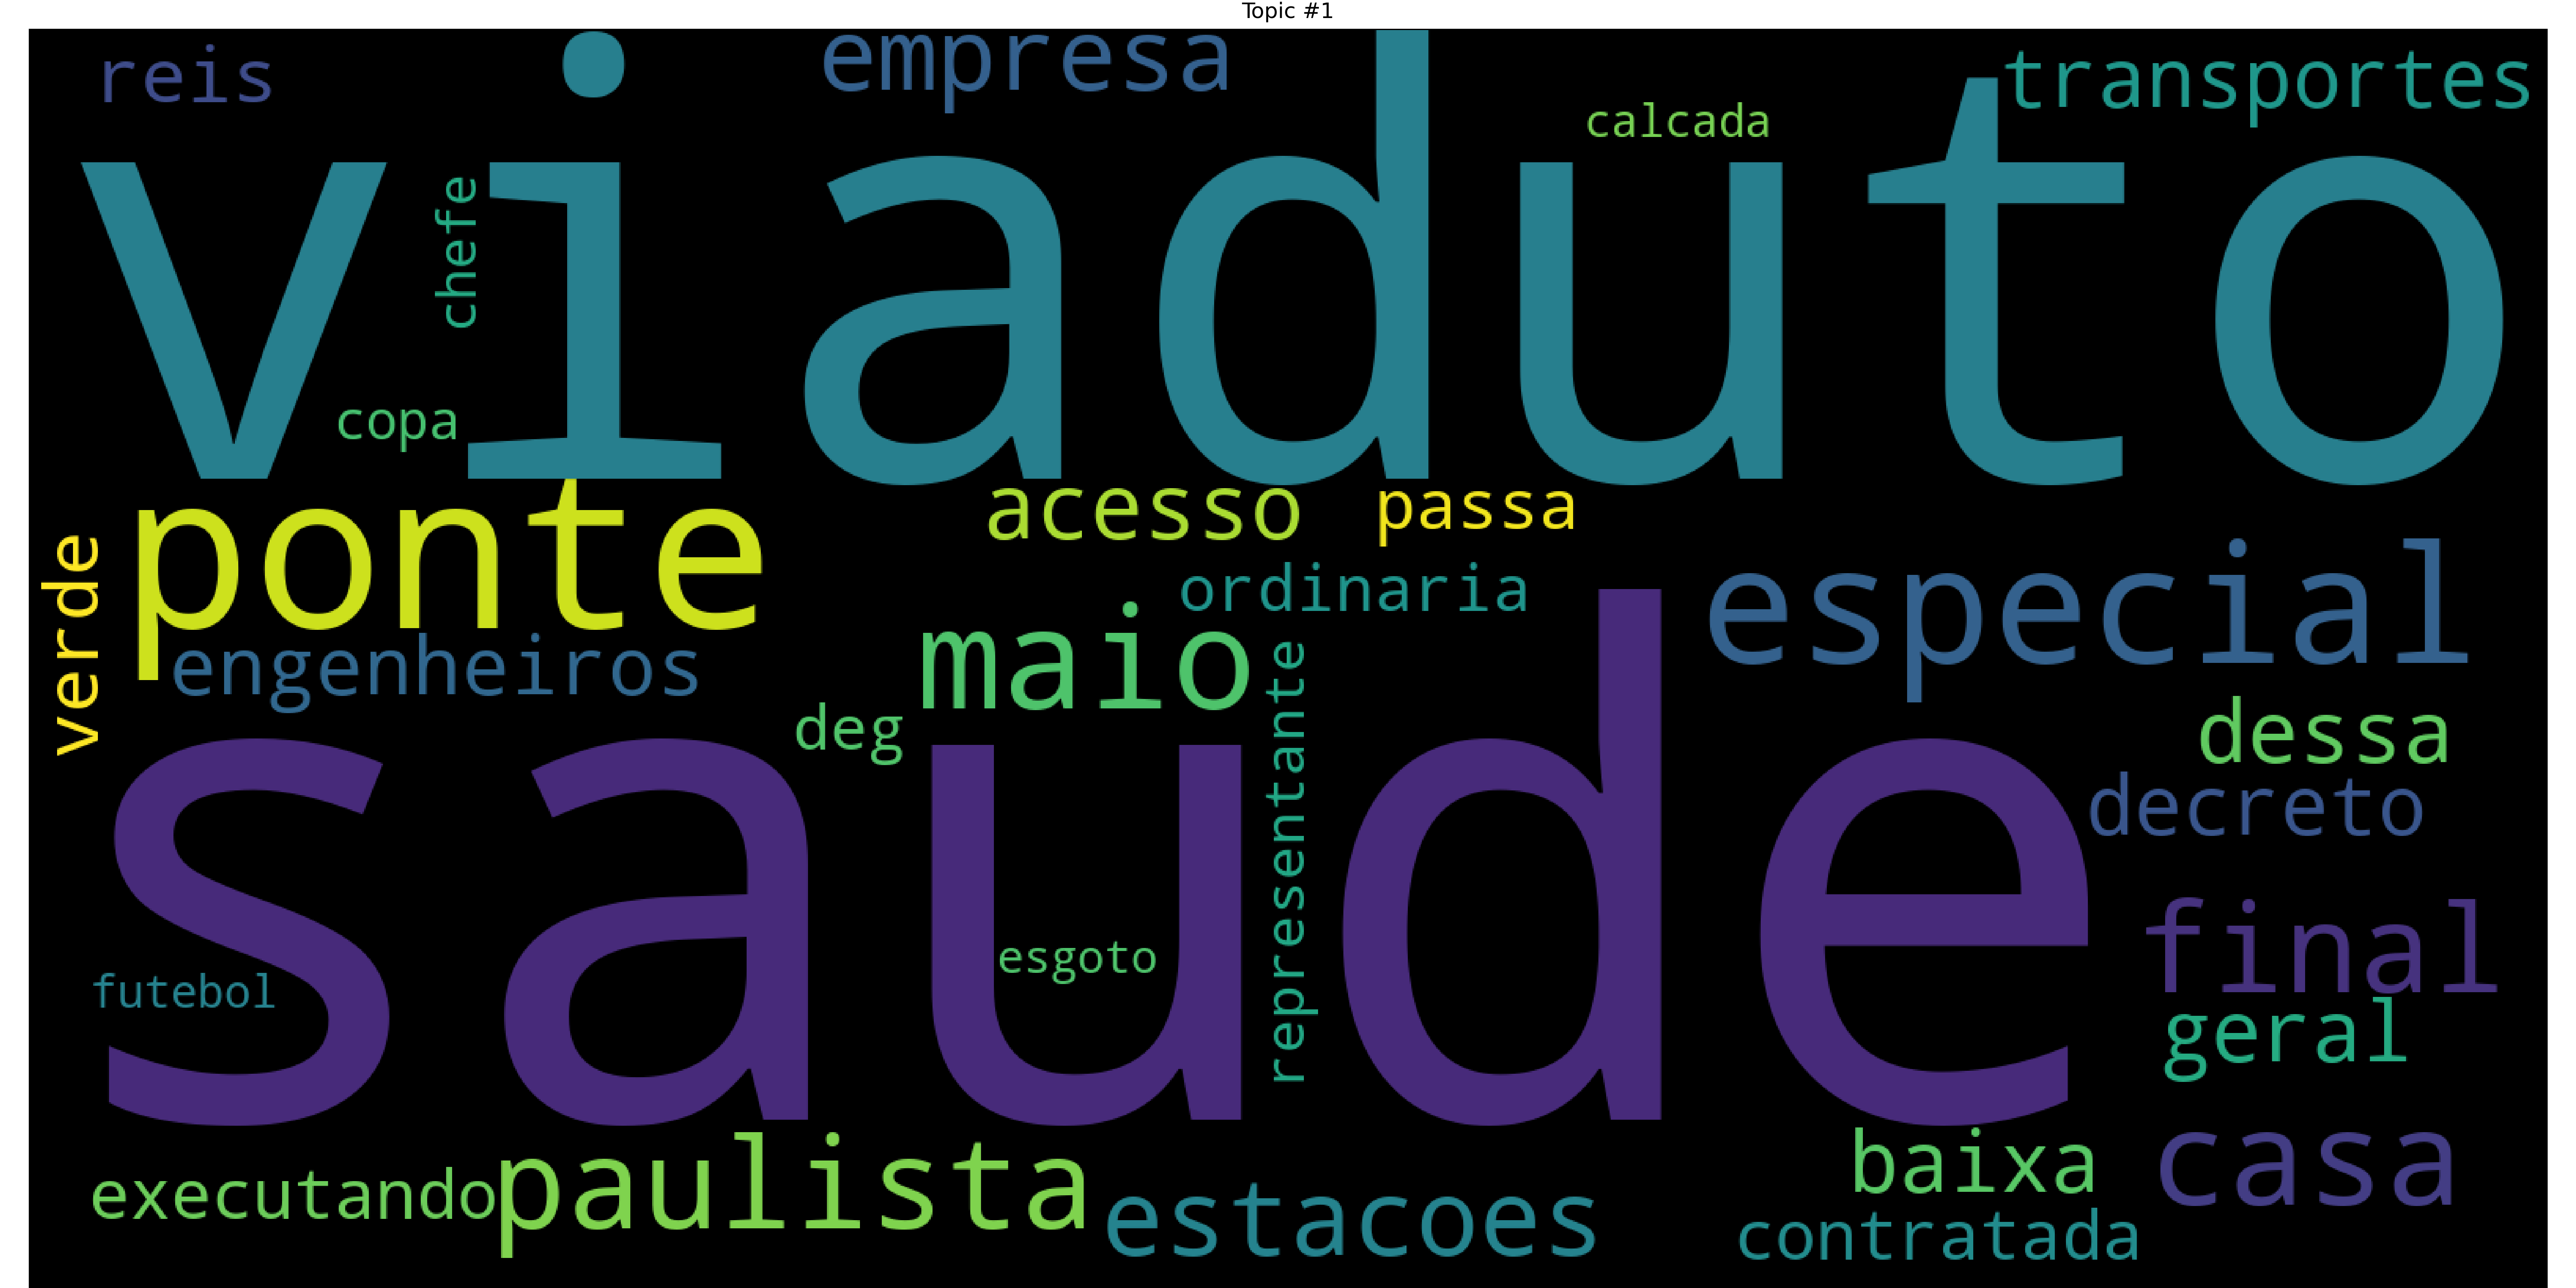 Topic #1
reis
empresa
transportes
calcada
viaduto
chefe
copa
ponte
acesso
passa
verde
ordinaria
especial
engenheiros
maio
deg
representante
dessa
decreto
saude
esgoto
final
futebol
geral
executando
paulista
estacoes
baixa
casa
contratada